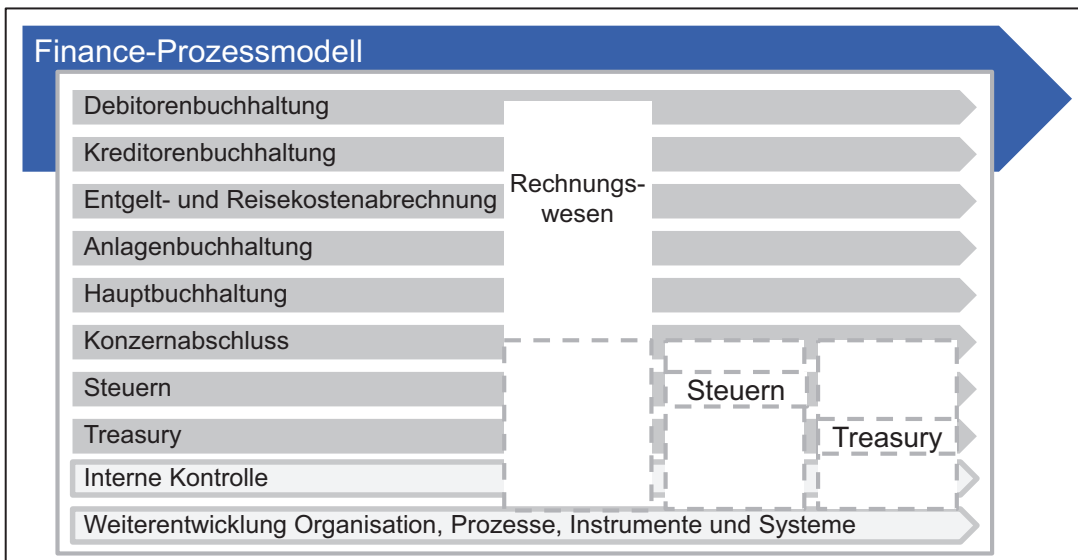 Finance-Prozessmodell
Debitorenbuchhaltung
Kreditorenbuchhaltung
Rechnungs-
wesen
Entgelt- und Reisekostenabrechnung
Anlagenbuchhaltung
Hauptbuchhaltung
Konzernabschluss
Steuern
Steuern
Treasury
Treasury
Interne Kontrolle
Weiterentwicklung Organisation, Prozesse, Instrumente und Systeme